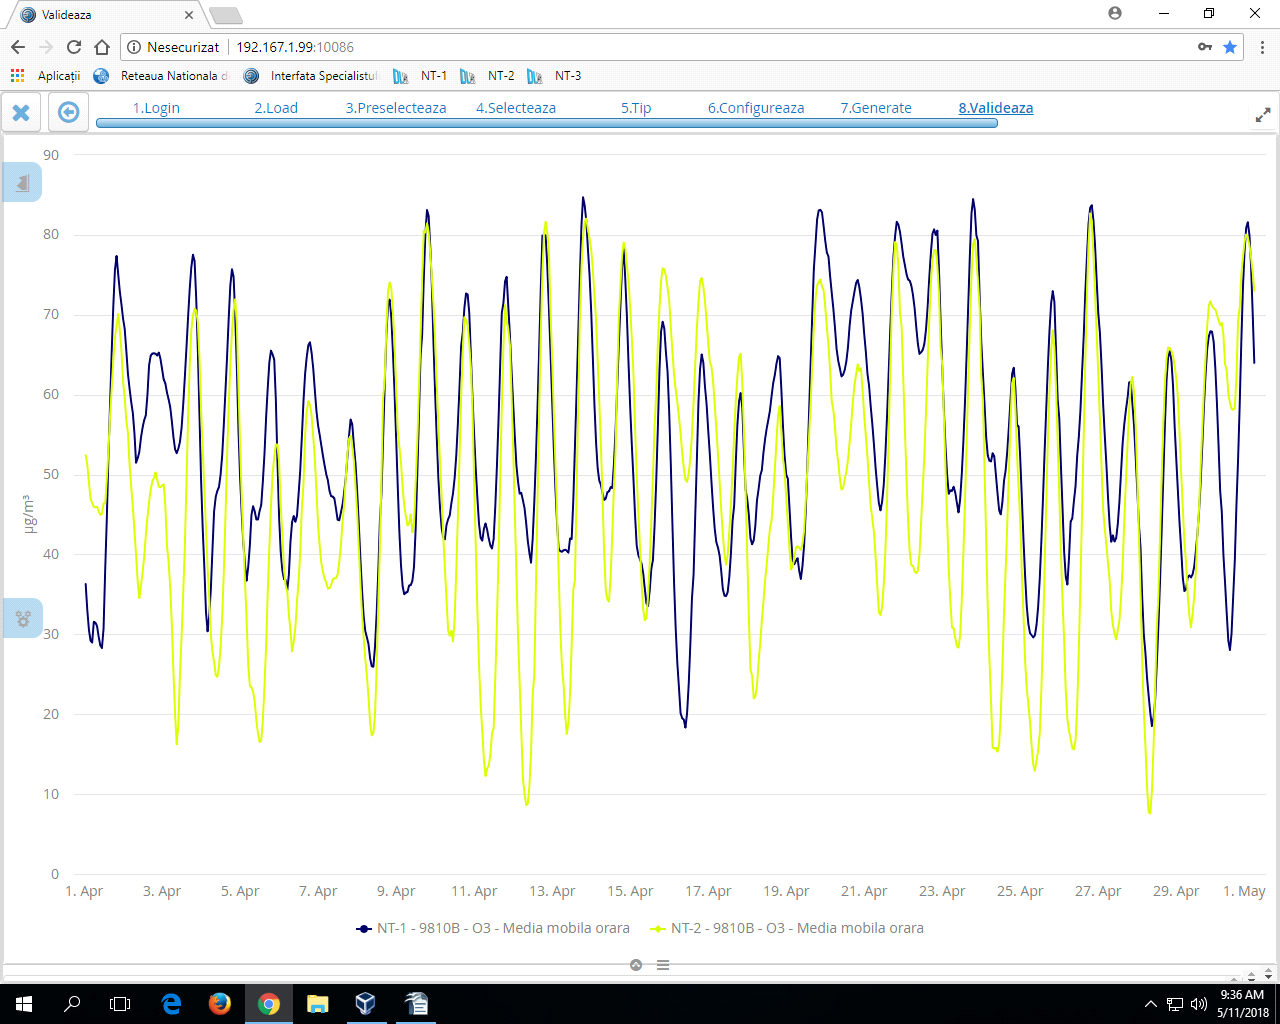 Valideaza
Nesecurizat 192.167.1.99:10086
Aplicații Reteaua Nationala d Interfata Specialistulu NT-1 NT-2 NT-3
1.Login 2.Load 3.Preselecteaza 4.Selecteaza 5.Tip 6.Configureaza 7.Generate 8.Valideaza
90
80
70
60
50
µg/m³
40
30
20
10
0
1. Apr 3. Apr 5. Apr 7. Apr 9. Apr 11. Apr 13. Apr 15. Apr 17. Apr 19. Apr 21. Apr 23. Apr 25. Apr 27. Apr 29. Apr 1. May
NT-1 - 9810B - O3 - Media mobila orara NT-2 - 9810B - O3 - Media mobila orara
9:36 AM
5/11/2018